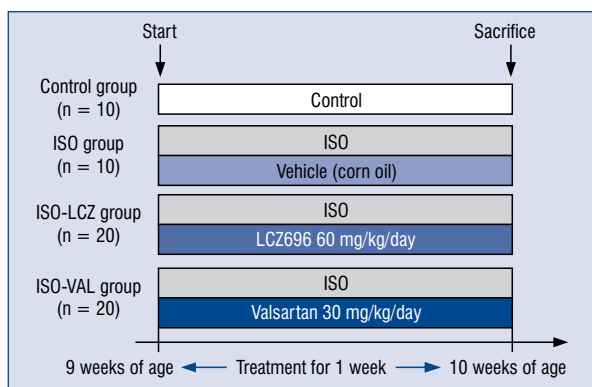 Start
Sacrifice
Control group
(n = 10)
Control
ISO group
(n = 10)
ISO
Vehicle (corn oil)
ISO-LCZ group
(n = 20)
ISO
LCZ696 60 mg/kg/day
ISO-VAL group
(n = 20)
ISO
Valsartan 30 mg/kg/day
9 weeks of age
Treatment for 1 week
10 weeks of age